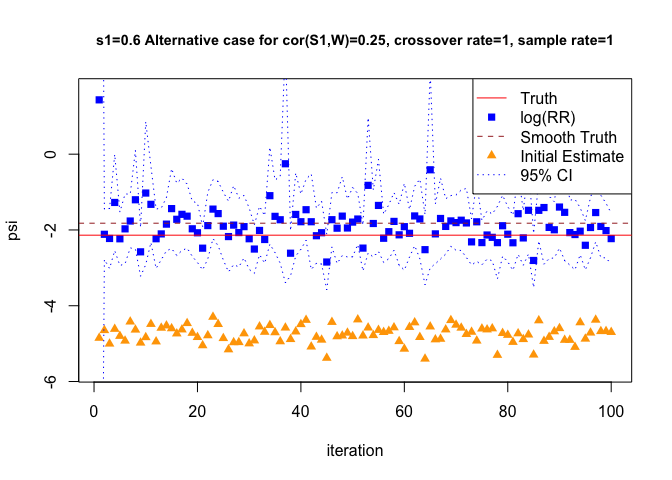 s1=0.6 Alternative case for cor(S1,W)=0.25, crossover rate=1, sample rate=1
Truth
log(RR)
Smooth Truth
Initial Estimate
95% CI
psi
0
-2
-4
-6
0 20 40 60 80 100
iteration